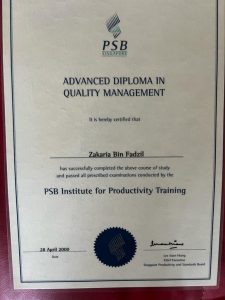 PSB
SINGAPORE
ADVANCED DIPLOMA IN
QUALITY MANAGEMENT
It is hereby certified that
Zakaria Bin Fadzil
has successfully completed the above course of study
and passed all prescribed examinations conducted by the
PSB Institute for Productivity Training
28 April 2000
Date
Singapore Productivity and Standards Board